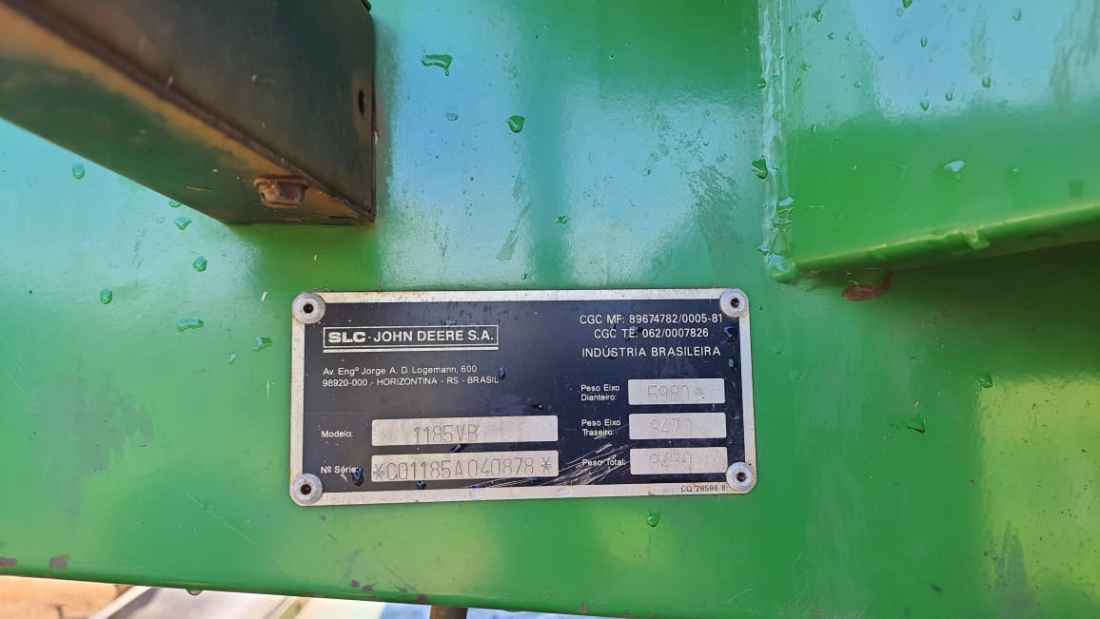 SLC - JOHN DEERE S.A.
Av. Engº Jorge A. D. Logemann, 600
98920-000 - HORIZONTINA - RS - BRASIL
CGC MF: 89674782/0005-81
CGC TE: 062/0007826
INDÚSTRIA BRASILEIRA
Modelo: 1185VB
Nº Série: *CQ1185A040878*
Peso Eixo
Dianteiro:
Peso Eixo
Traseiro:
Peso Total: